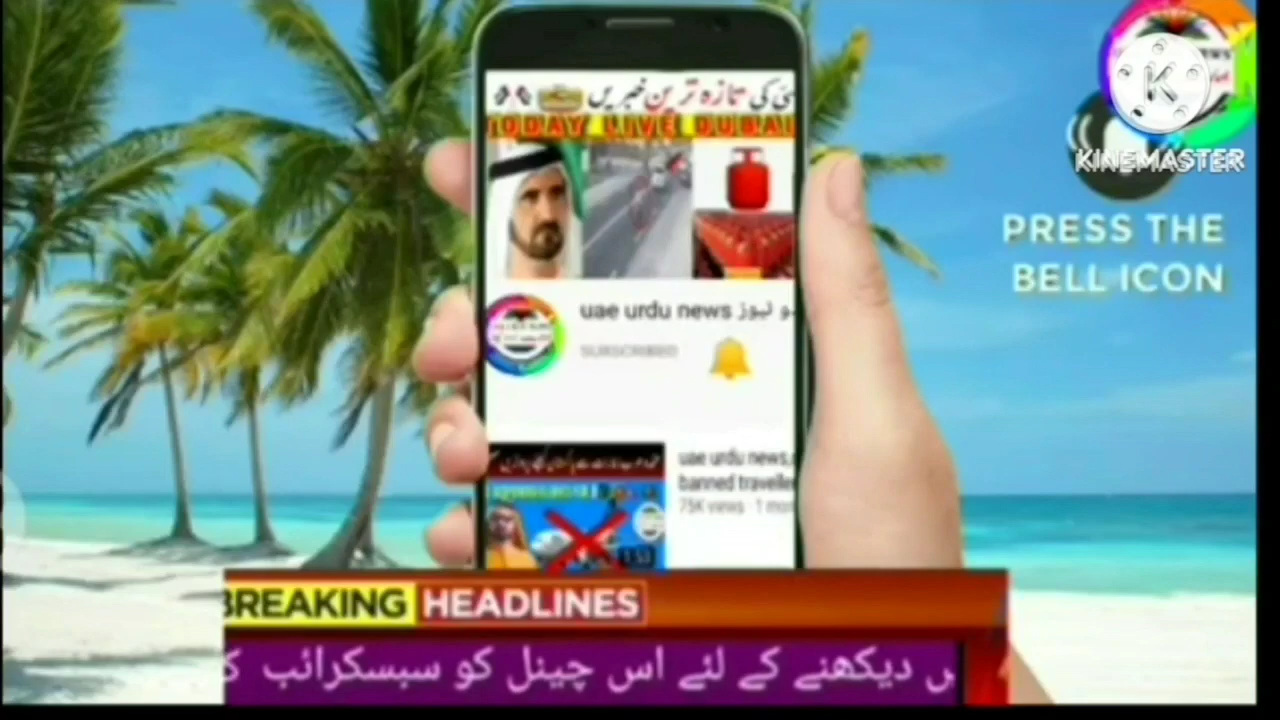 کی تازہ ترین خبریں
TODAY LIVE DUBAI
KINEMASTER
PRESS THE
BELL ICON
uae urdu news و نیوز
SUBSCRIBED
uae urdu news,
banned travelle
75K views · 1 mo
BREAKING HEADLINES
ں دیکھنے کے لئے اس چینل کو سبسکرائب ک